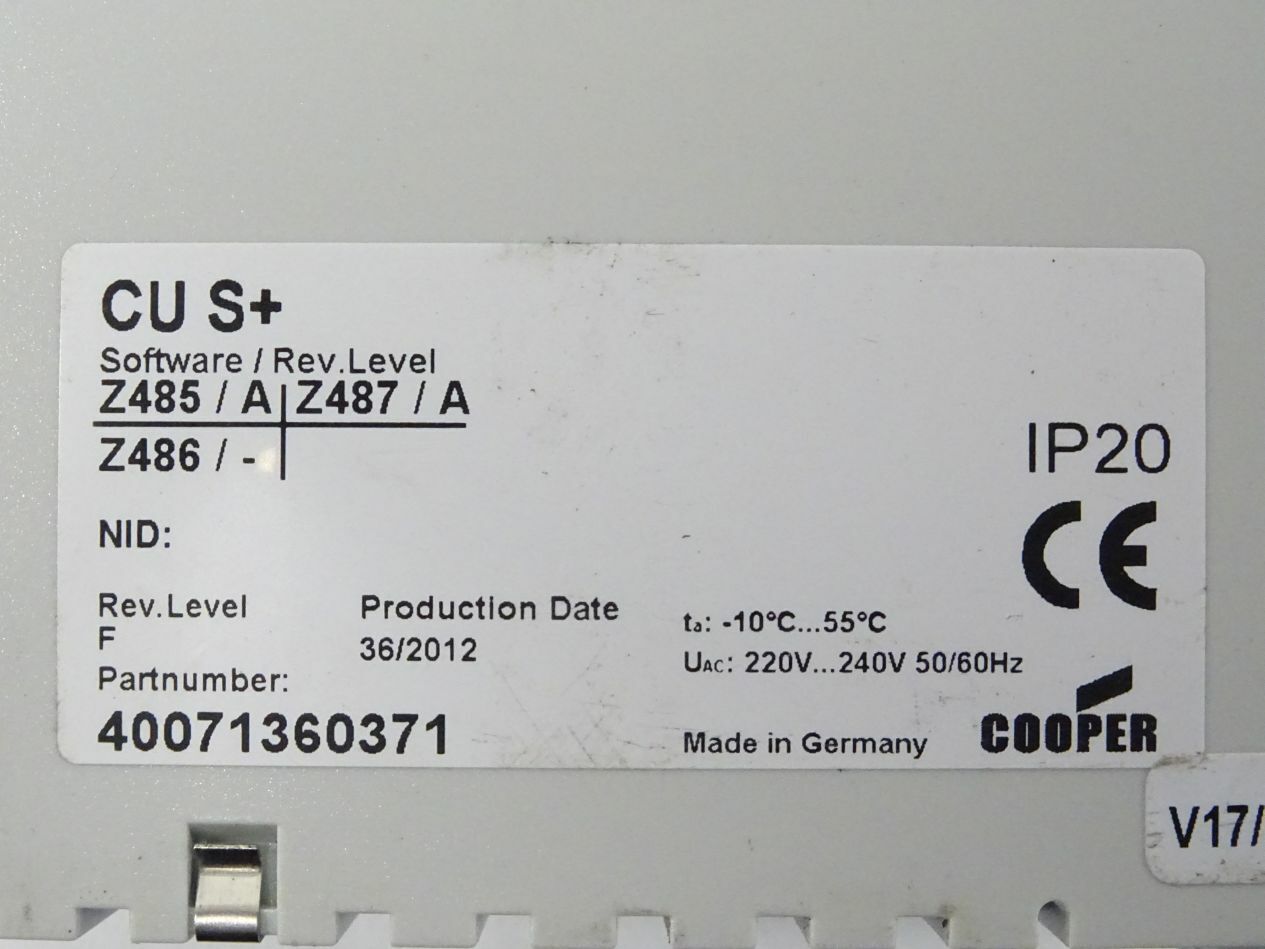 CU S+
Software / Rev.Level
Z485 / A Z487 / A
Z486 / -
NID:
IP20
CE
Rev.Level
F
Production Date
36/2012
Partnumber:
40071360371
ta: -10°C...55°C
UAC: 220V...240V 50/60Hz
Made in Germany
COOPER
V17/